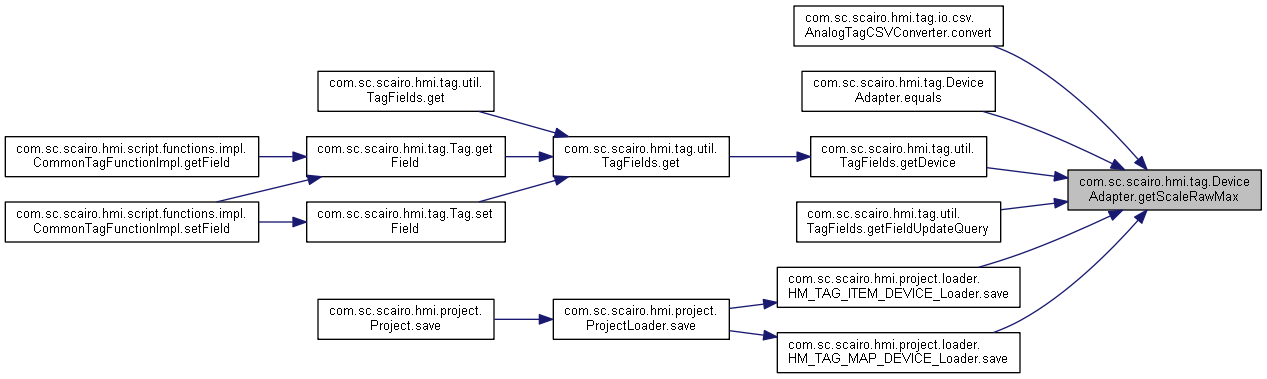 com.sc.scairo.hmi.tag.io.csv.
AnalogTagCSVConverter.convert
com.sc.scairo.hmi.tag.util.
TagFields.get
com.sc.scairo.hmi.tag.Device
Adapter.equals
com.sc.scairo.hmi.script.functions.impl.
CommonTagFunctionImpl.getField
com.sc.scairo.hmi.tag.Tag.get
Field
com.sc.scairo.hmi.tag.util.
TagFields.get
com.sc.scairo.hmi.tag.util.
TagFields.getDevice
com.sc.scairo.hmi.tag.Device
Adapter.getScaleRawMax
com.sc.scairo.hmi.script.functions.impl.
CommonTagFunctionImpl.setField
com.sc.scairo.hmi.tag.Tag.set
Field
com.sc.scairo.hmi.tag.util.
TagFields.getFieldUpdateQuery
com.sc.scairo.hmi.project.loader.
HM_TAG_ITEM_DEVICE_Loader.save
com.sc.scairo.hmi.project.
Project.save
com.sc.scairo.hmi.project.
ProjectLoader.save
com.sc.scairo.hmi.project.loader.
HM_TAG_MAP_DEVICE_Loader.save